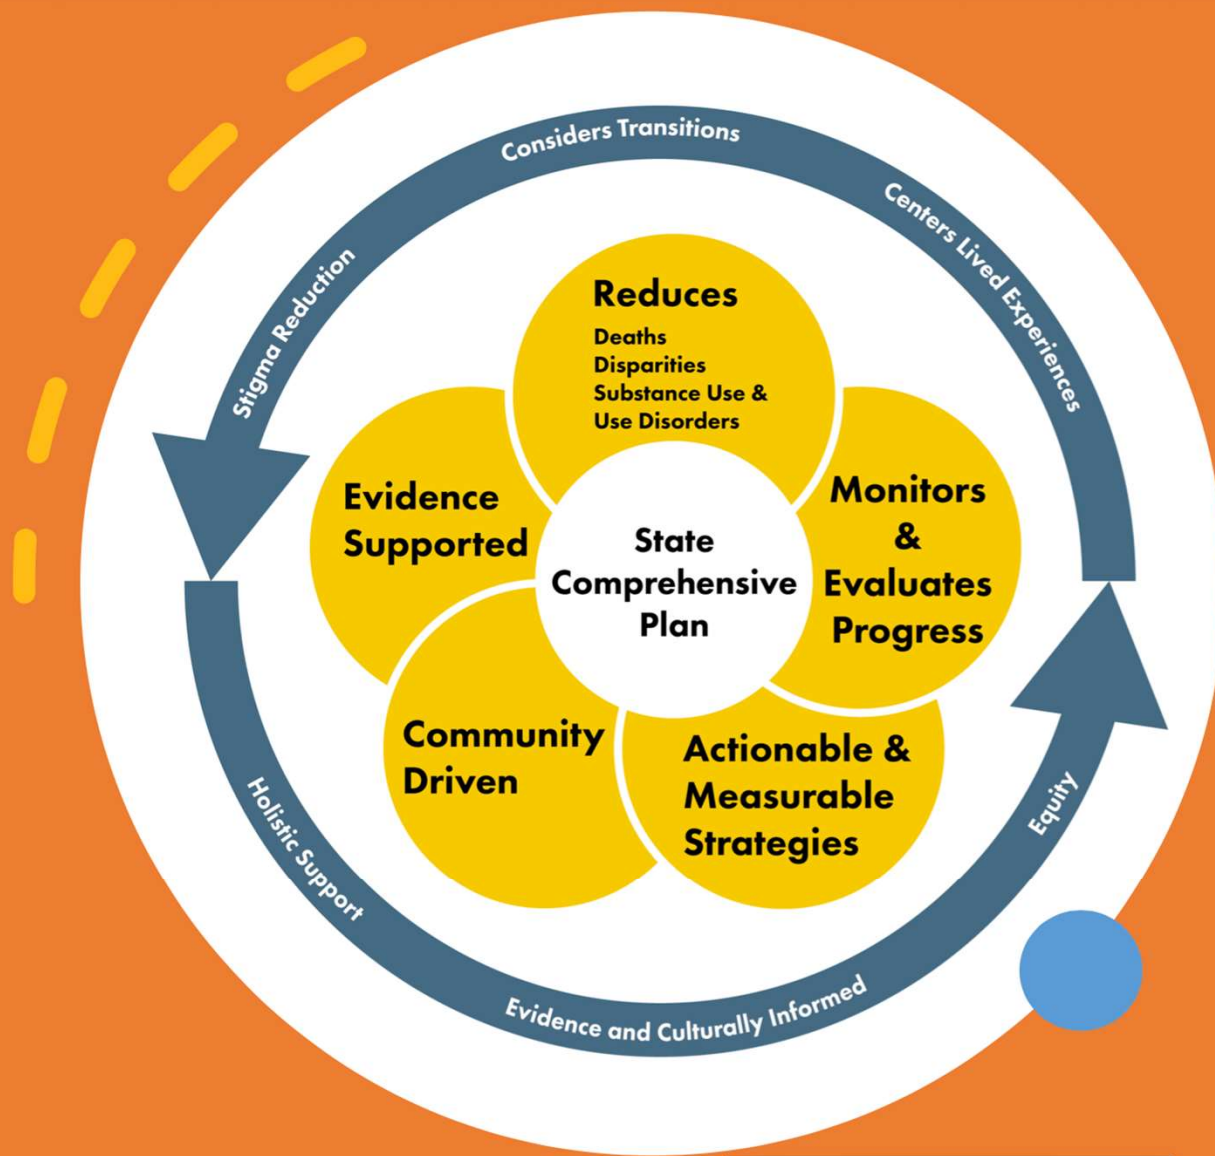 Considers Transitions
Centers Lived Experiences
Stigma Reduction
Reduces
Deaths
Disparities
Substance Use &
Use Disorders
Evidence
Supported
Monitors
&
Evaluates
Progress
State
Comprehensive
Plan
Community
Driven
Actionable &
Measurable
Strategies
Holistic Support
Equity
Evidence and Culturally Informed